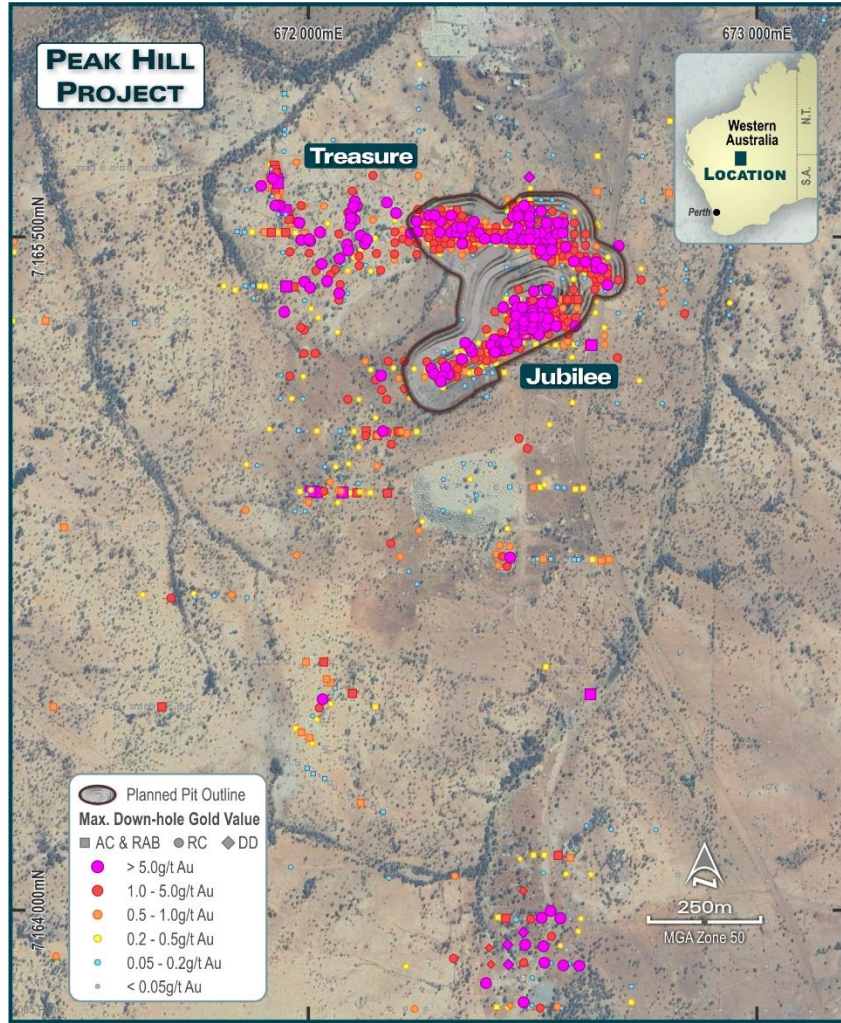 PEAK HILL
PROJECT
672 000mE
673 000mE
Western
Australia
LOCATION
N.T.
S.A.
Perth
Treasure
7 165 500mN
Jubilee
Planned Pit Outline
Max. Down-hole Gold Value
AC & RAB RC DD
> 5.0g/t Au
1.0 - 5.0g/t Au
0.5 - 1.0g/t Au
0.2 - 0.5g/t Au
0.05 - 0.2g/t Au
< 0.05g/t Au
7 164 000mN
250m
MGA Zone 50